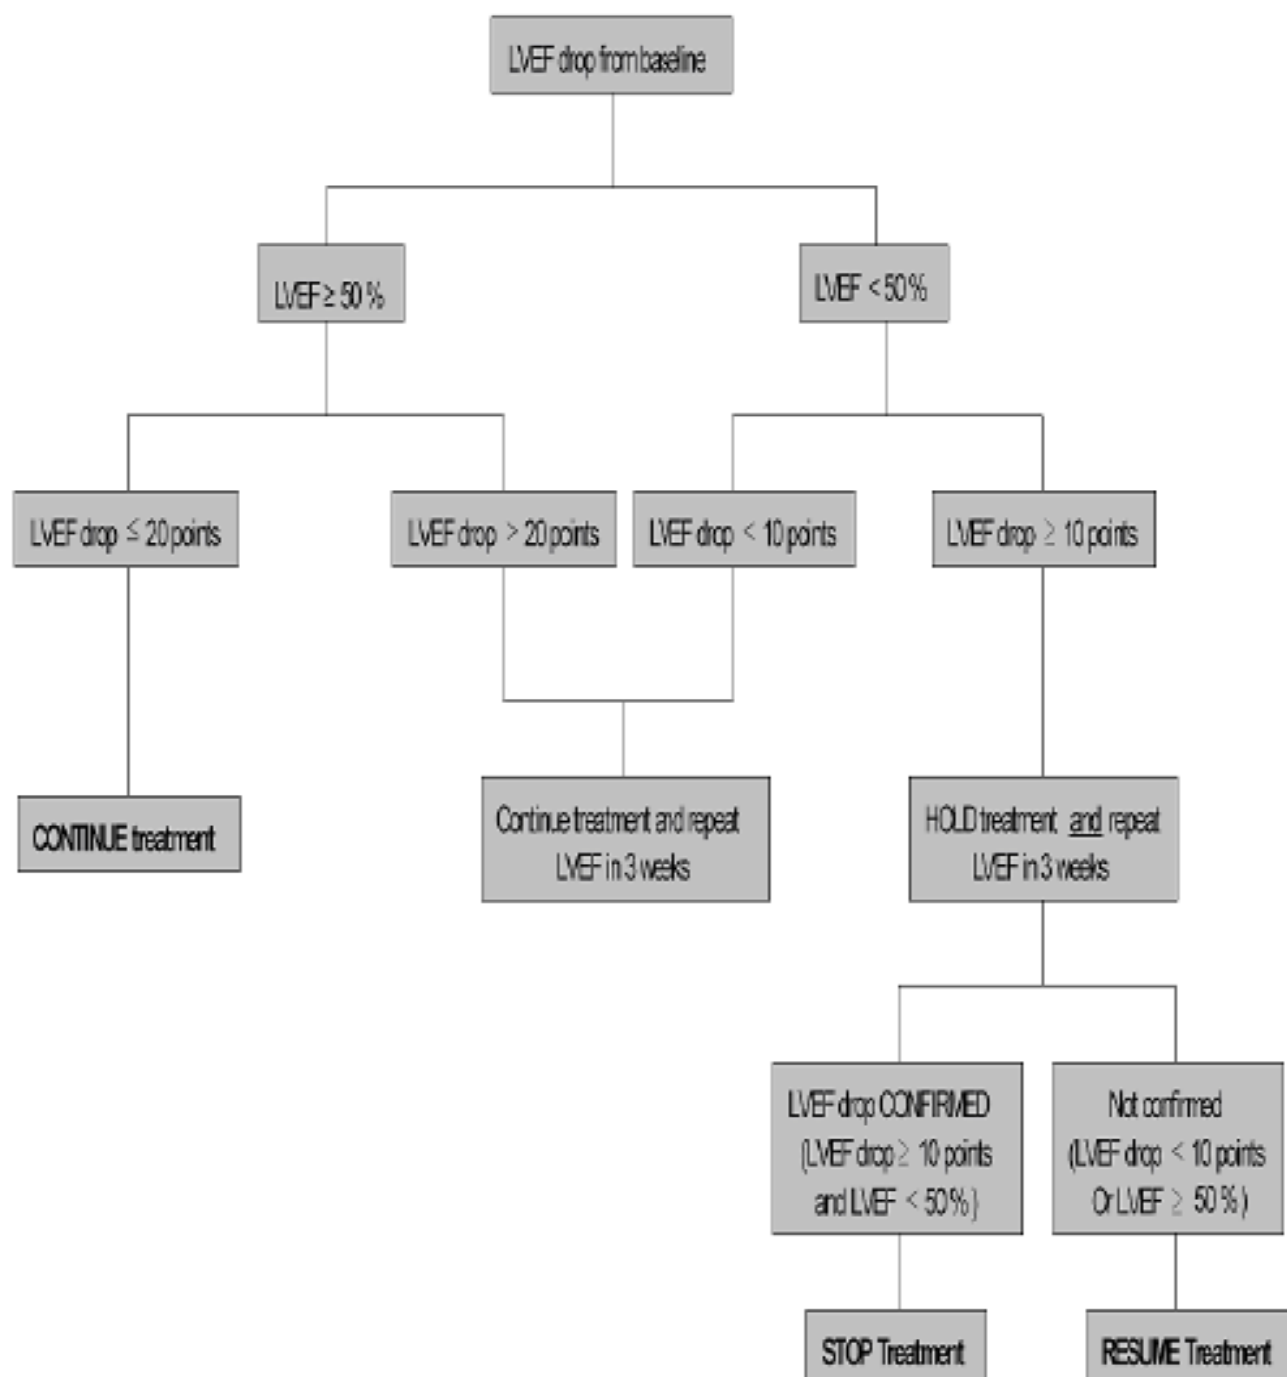 LVEF drop from baseline
LVEF ≥ 50 %
LVEF < 50 %
LVEF drop ≤ 20 points
LVEF drop > 20 points
LVEF drop < 10 points
LVEF drop ≥ 10 points
CONTINUE treatment
Continue treatment and repeat
LVEF in 3 weeks
HOLD treatment and repeat
LVEF in 3 weeks
LVEF drop CONFIRMED
(LVEF drop ≥ 10 points
and LVEF < 50%)
Not confirmed
(LVEF drop < 10 points
Or LVEF ≥ 50%)
STOP Treatment
RESUME Treatment